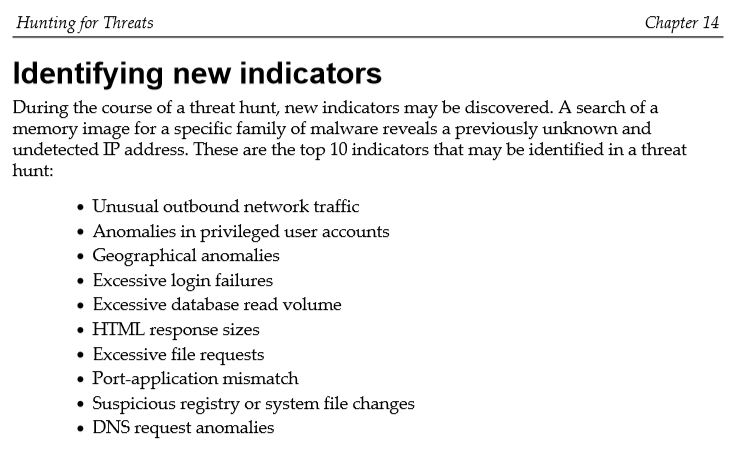 Hunting for Threats
Chapter 14
Identifying new indicators
During the course of a threat hunt, new indicators may be discovered. A search of a
memory image for a specific family of malware reveals a previously unknown and
undetected IP address. These are the top 10 indicators that may be identified in a threat
hunt:
• Unusual outbound network traffic
• Anomalies in privileged user accounts
• Geographical anomalies
• Excessive login failures
• Excessive database read volume
• HTML response sizes
• Excessive file requests
• Port-application mismatch
• Suspicious registry or system file changes
• DNS request anomalies